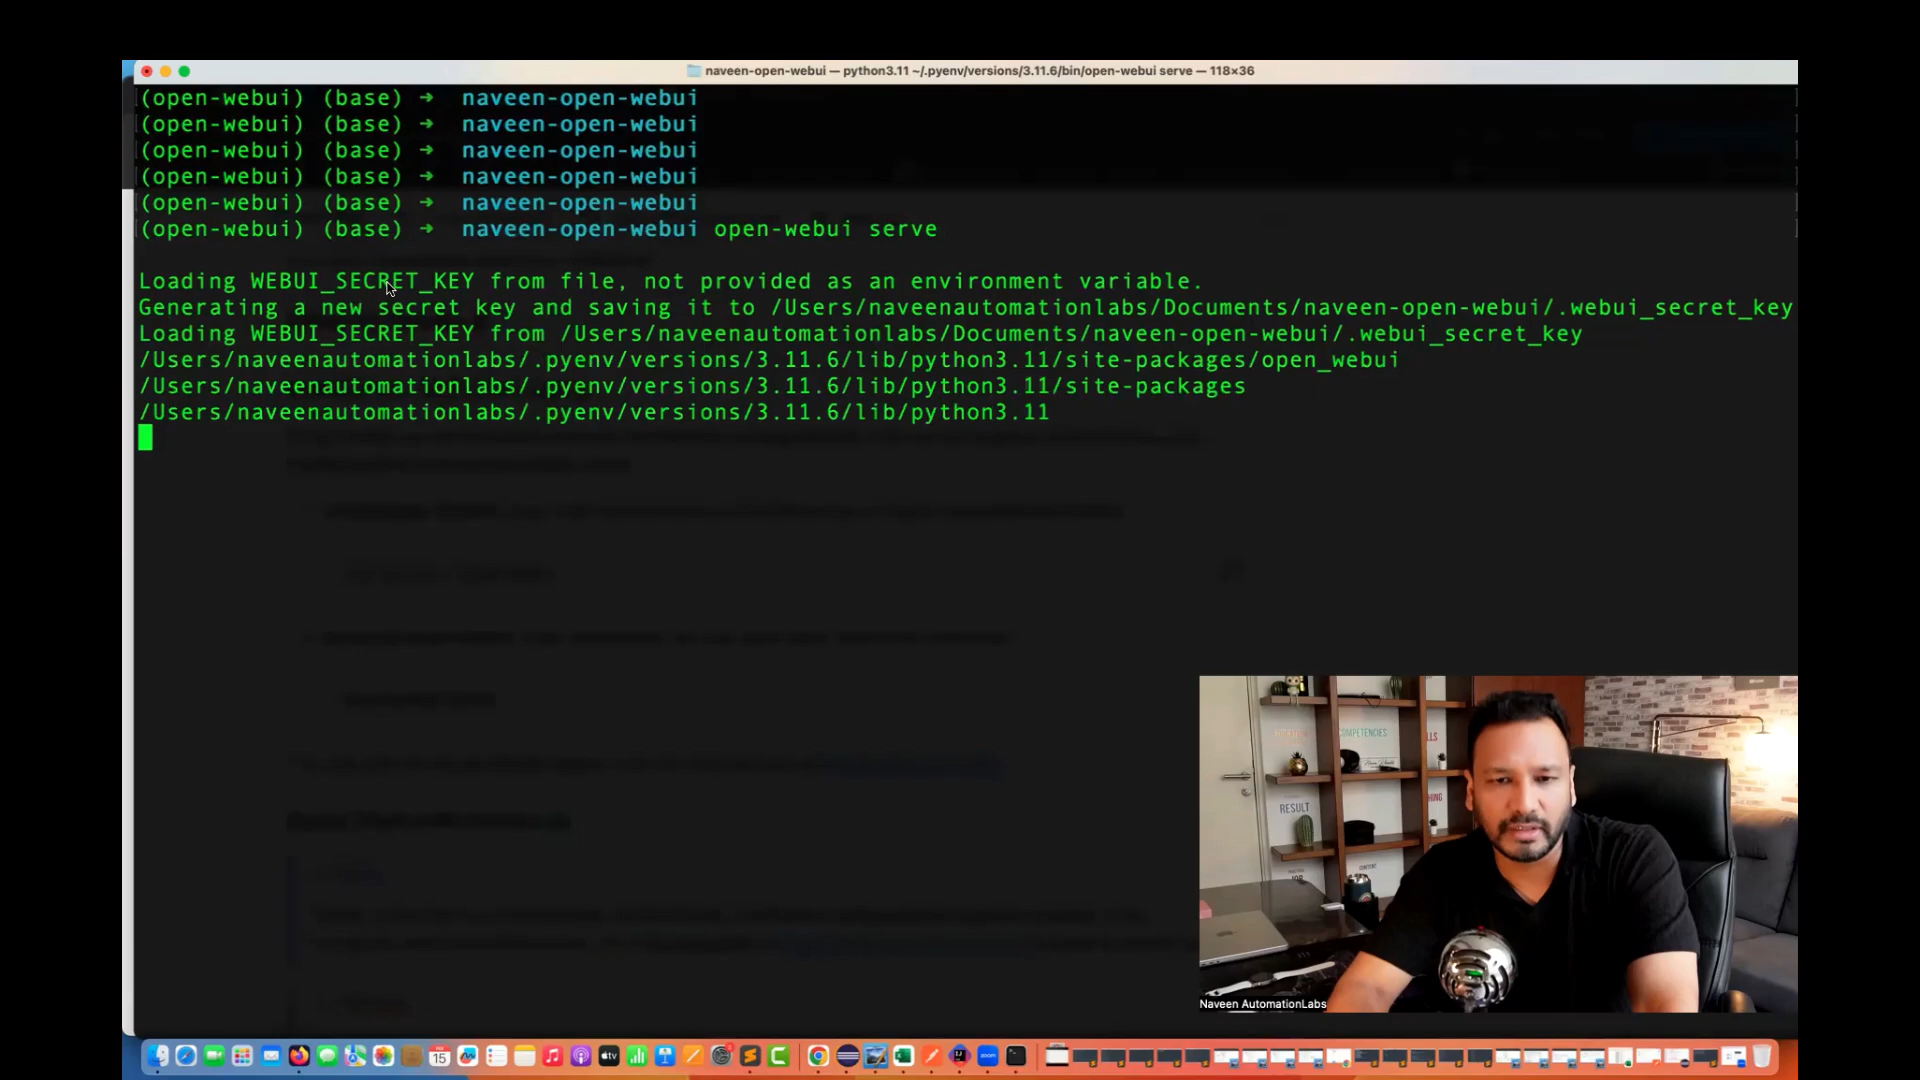 naveen-open-webui — python3.11 ~/.pyenv/versions/3.11.6/bin/open-webui serve — 118×36
(open-webui) (base) ➜ naveen-open-webui
(open-webui) (base) ➜ naveen-open-webui
(open-webui) (base) ➜ naveen-open-webui
(open-webui) (base) ➜ naveen-open-webui
(open-webui) (base) ➜ naveen-open-webui
(open-webui) (base) ➜ naveen-open-webui open-webui serve
Loading WEBUI_SECRET_KEY from file, not provided as an environment variable.
Generating a new secret key and saving it to /Users/naveenautomationlabs/Documents/naveen-open-webui/.webui_secret_key
Loading WEBUI_SECRET_KEY from /Users/naveenautomationlabs/Documents/naveen-open-webui/.webui_secret_key
/Users/naveenautomationlabs/.pyenv/versions/3.11.6/lib/python3.11/site-packages/open_webui
/Users/naveenautomationlabs/.pyenv/versions/3.11.6/lib/python3.11/site-packages
/Users/naveenautomationlabs/.pyenv/versions/3.11.6/lib/python3.11
RESULT
CONTENT
Naveen AutomationLabs
15
tv
zoom